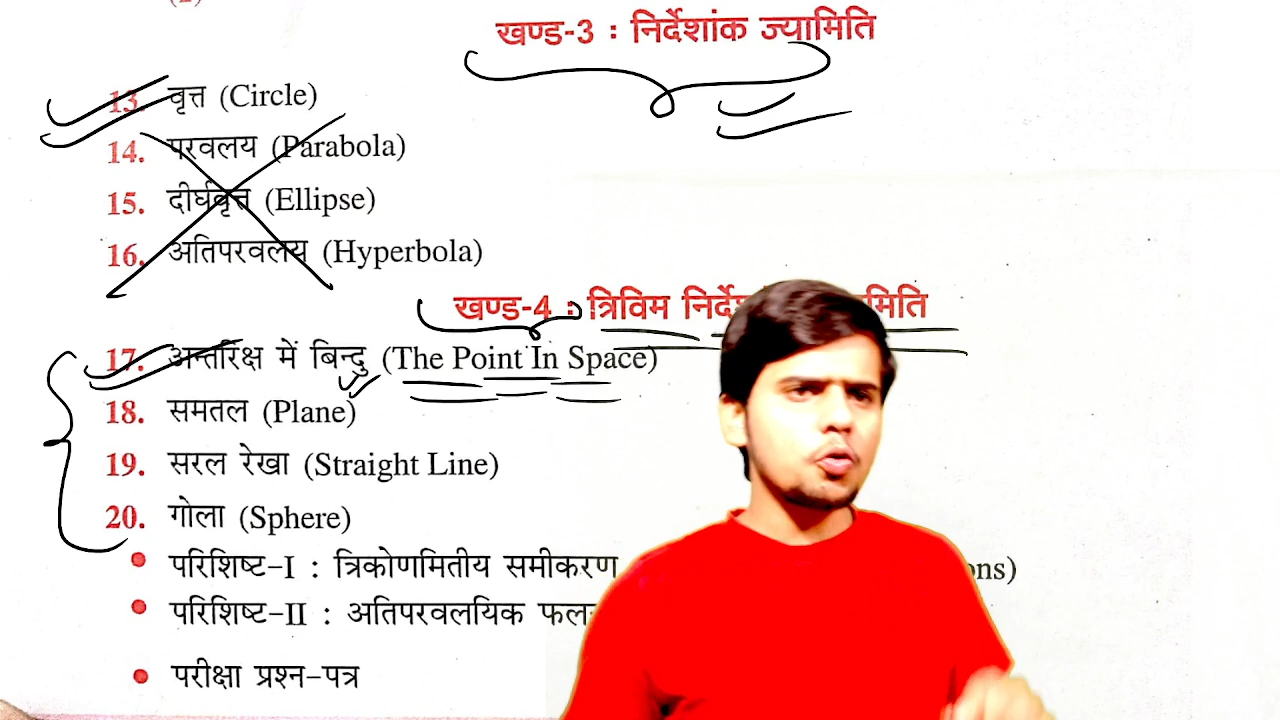 खण्ड-3 : निर्देशांक ज्यामिति
13. वृत्त (Circle)
14. परवलय (Parabola)
15. दीर्घवृत्त (Ellipse)
16. अतिपरवलय (Hyperbola)
खण्ड-4 : त्रिविम
17. अन्तरिक्ष में बिन्दु (The Point In Space)
18. समतल (Plane)
19. सरल रेखा (Straight Line)
20. गोला (Sphere)
• परिशिष्ट-I : त्रिकोणमितीय समीकरण
• परिशिष्ट-II : अतिपरवलयिक
• परीक्षा प्रश्न-पत्र